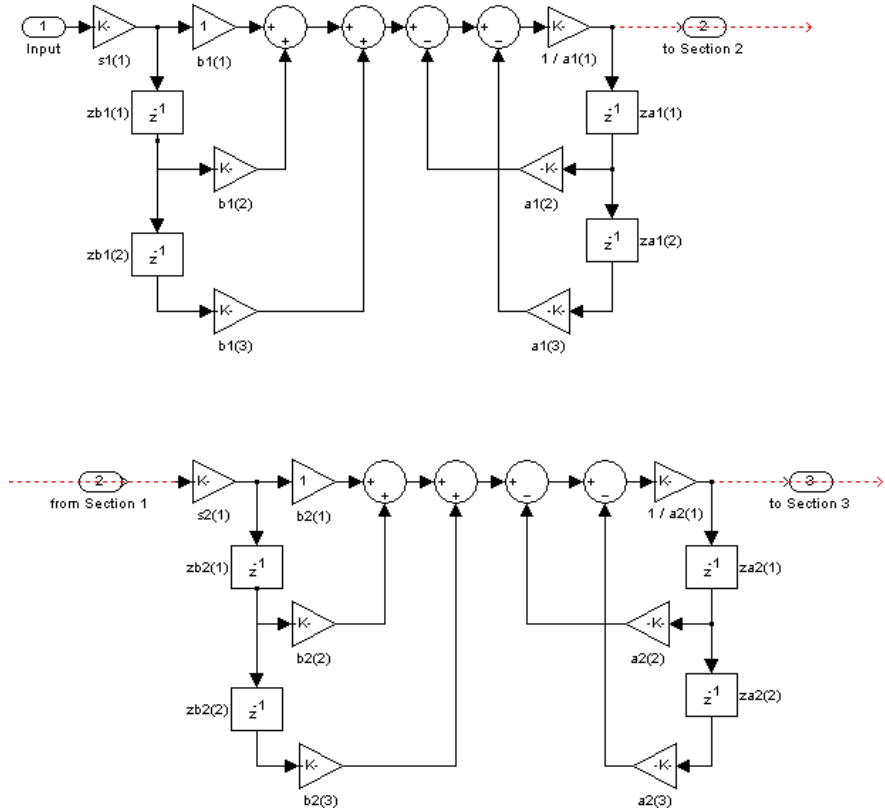 1 K- 1 + + + + + − + − K- 2
Input s1(1) b1(1) 1 / a1(1) to Section 2
zb1(1) z-1 z-1 za1(1)
K- -K-
b1(2) a1(2)
zb1(2) z-1 z-1 za1(2)
K- -K-
b1(3) a1(3)
2 K- 1 + + + + + − + − K- 3
from Section 1 s2(1) b2(1) 1 / a2(1) to Section 3
zb2(1) z-1 z-1 za2(1)
-K- -K-
b2(2) a2(2)
zb2(2) z-1 z-1 za2(2)
-K- -K-
b2(3) a2(3)